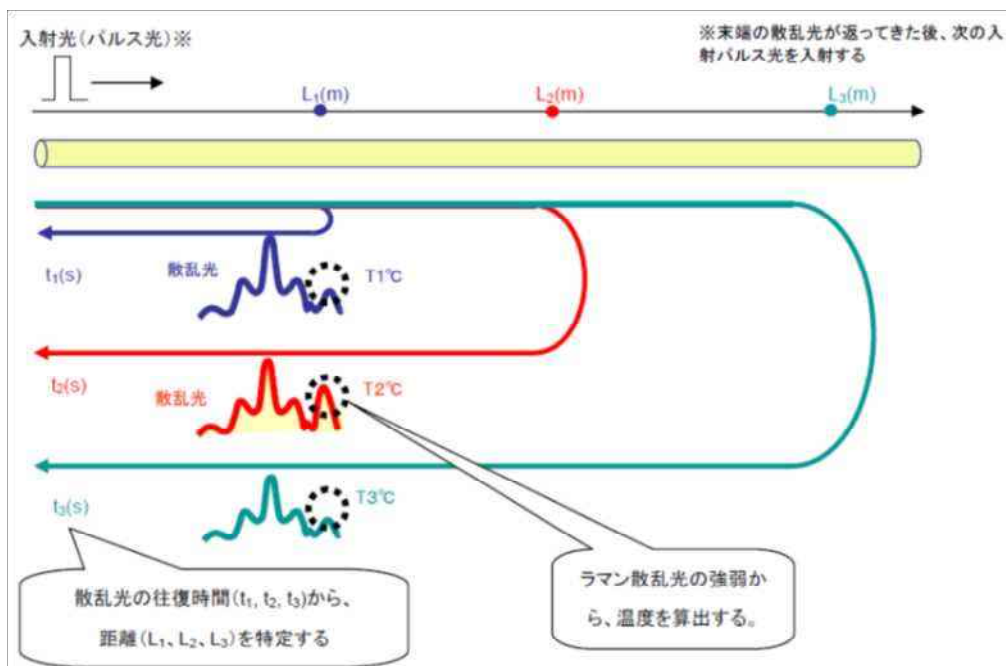 入射光(パルス光)※
※末端の散乱光が返ってきた後、次の入
射パルス光を入射する
L₁(m)
L₂(m)
L₃(m)
t₁(s)
散乱光
T1℃
t₂(s)
散乱光
T2℃
t₃(s)
T3℃
散乱光の往復時間(t₁, t₂, t₃)から、
距離(L₁、L₂、L₃)を特定する
ラマン散乱光の強弱か
ら、温度を算出する。